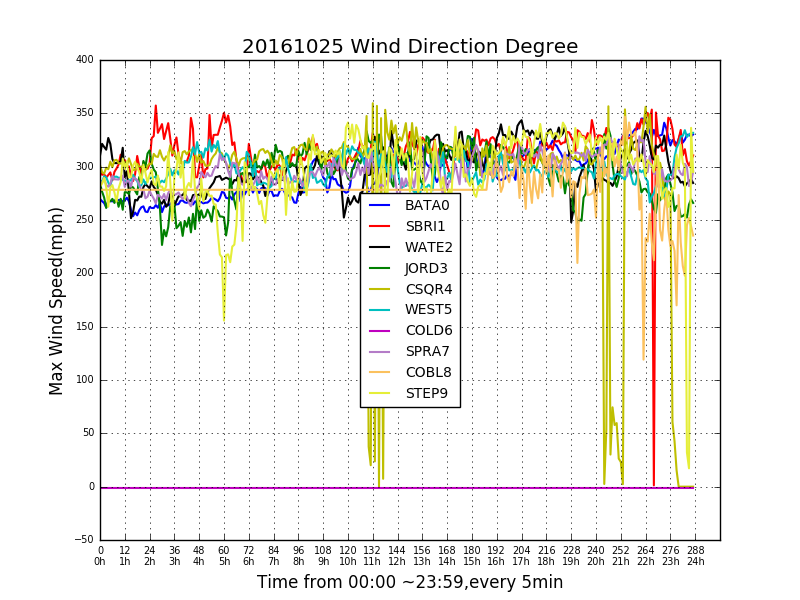 20161025 Wind Direction Degree
Max Wind Speed(mph)
400
350
300
250
200
150
100
50
0
−50
BATA0
SBRI1
WATE2
JORD3
CSQR4
WEST5
COLD6
SPRA7
COBL8
STEP9
0 12 24 36 48 60 72 84 96 108 120 132 144 156 168 180 192 204 216 228 240 252 264 276 288
0h 1h 2h 3h 4h 5h 6h 7h 8h 9h 10h 11h 12h 13h 14h 15h 16h 17h 18h 19h 20h 21h 22h 23h 24h
Time from 00:00 ~23:59,every 5min